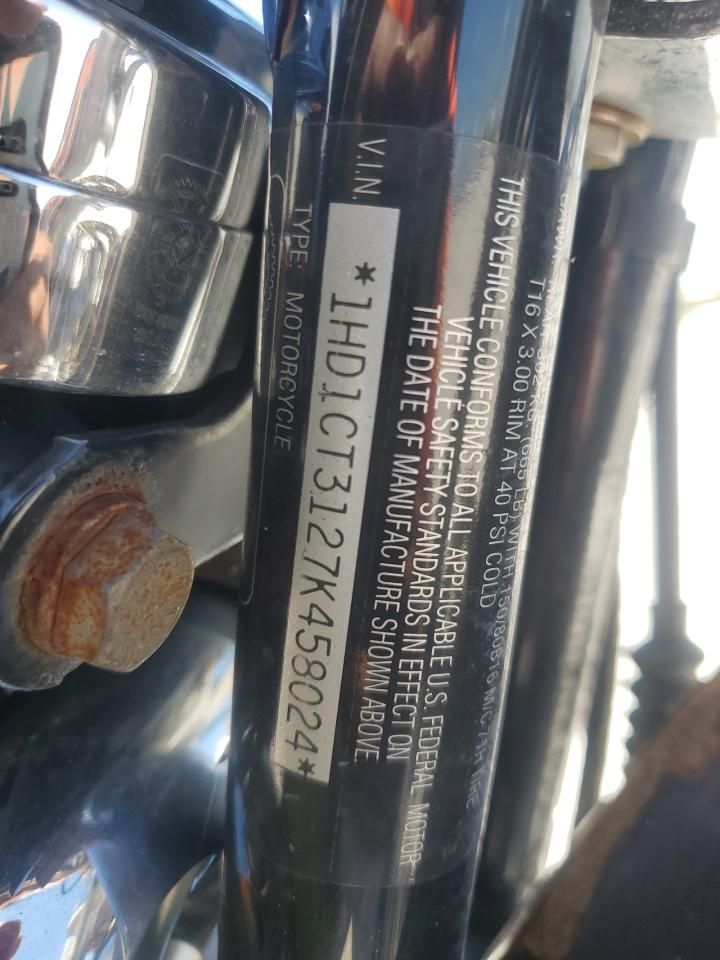 T16 X 3.00 RIM AT 40 PSI COLD
THIS VEHICLE CONFORMS TO ALL APPLICABLE U.S. FEDERAL MOTOR
VEHICLE SAFETY STANDARDS IN EFFECT ON
THE DATE OF MANUFACTURE SHOWN ABOVE
V.I.N.
*1HD1CT3127K458024*
TYPE: MOTORCYCLE